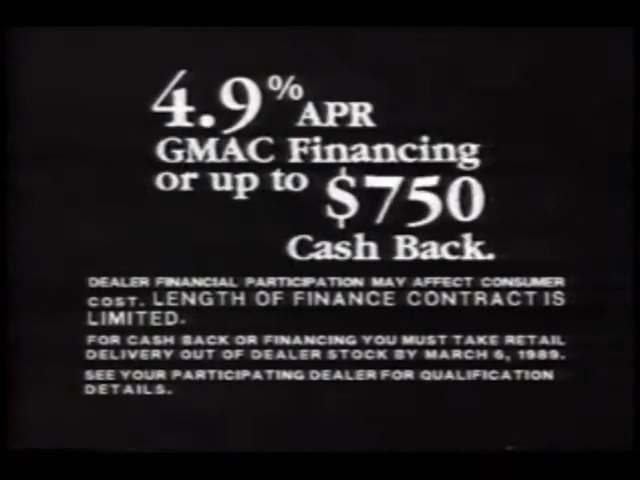 4.9% APR
GMAC Financing
or up to $750
Cash Back.
DEALER FINANCIAL PARTICIPATION MAY AFFECT CONSUMER
COST. LENGTH OF FINANCE CONTRACT IS
LIMITED.
FOR CASH BACK OR FINANCING YOU MUST TAKE RETAIL
DELIVERY OUT OF DEALER STOCK BY MARCH 6, 1989.
SEE YOUR PARTICIPATING DEALER FOR QUALIFICATION
DETAILS.